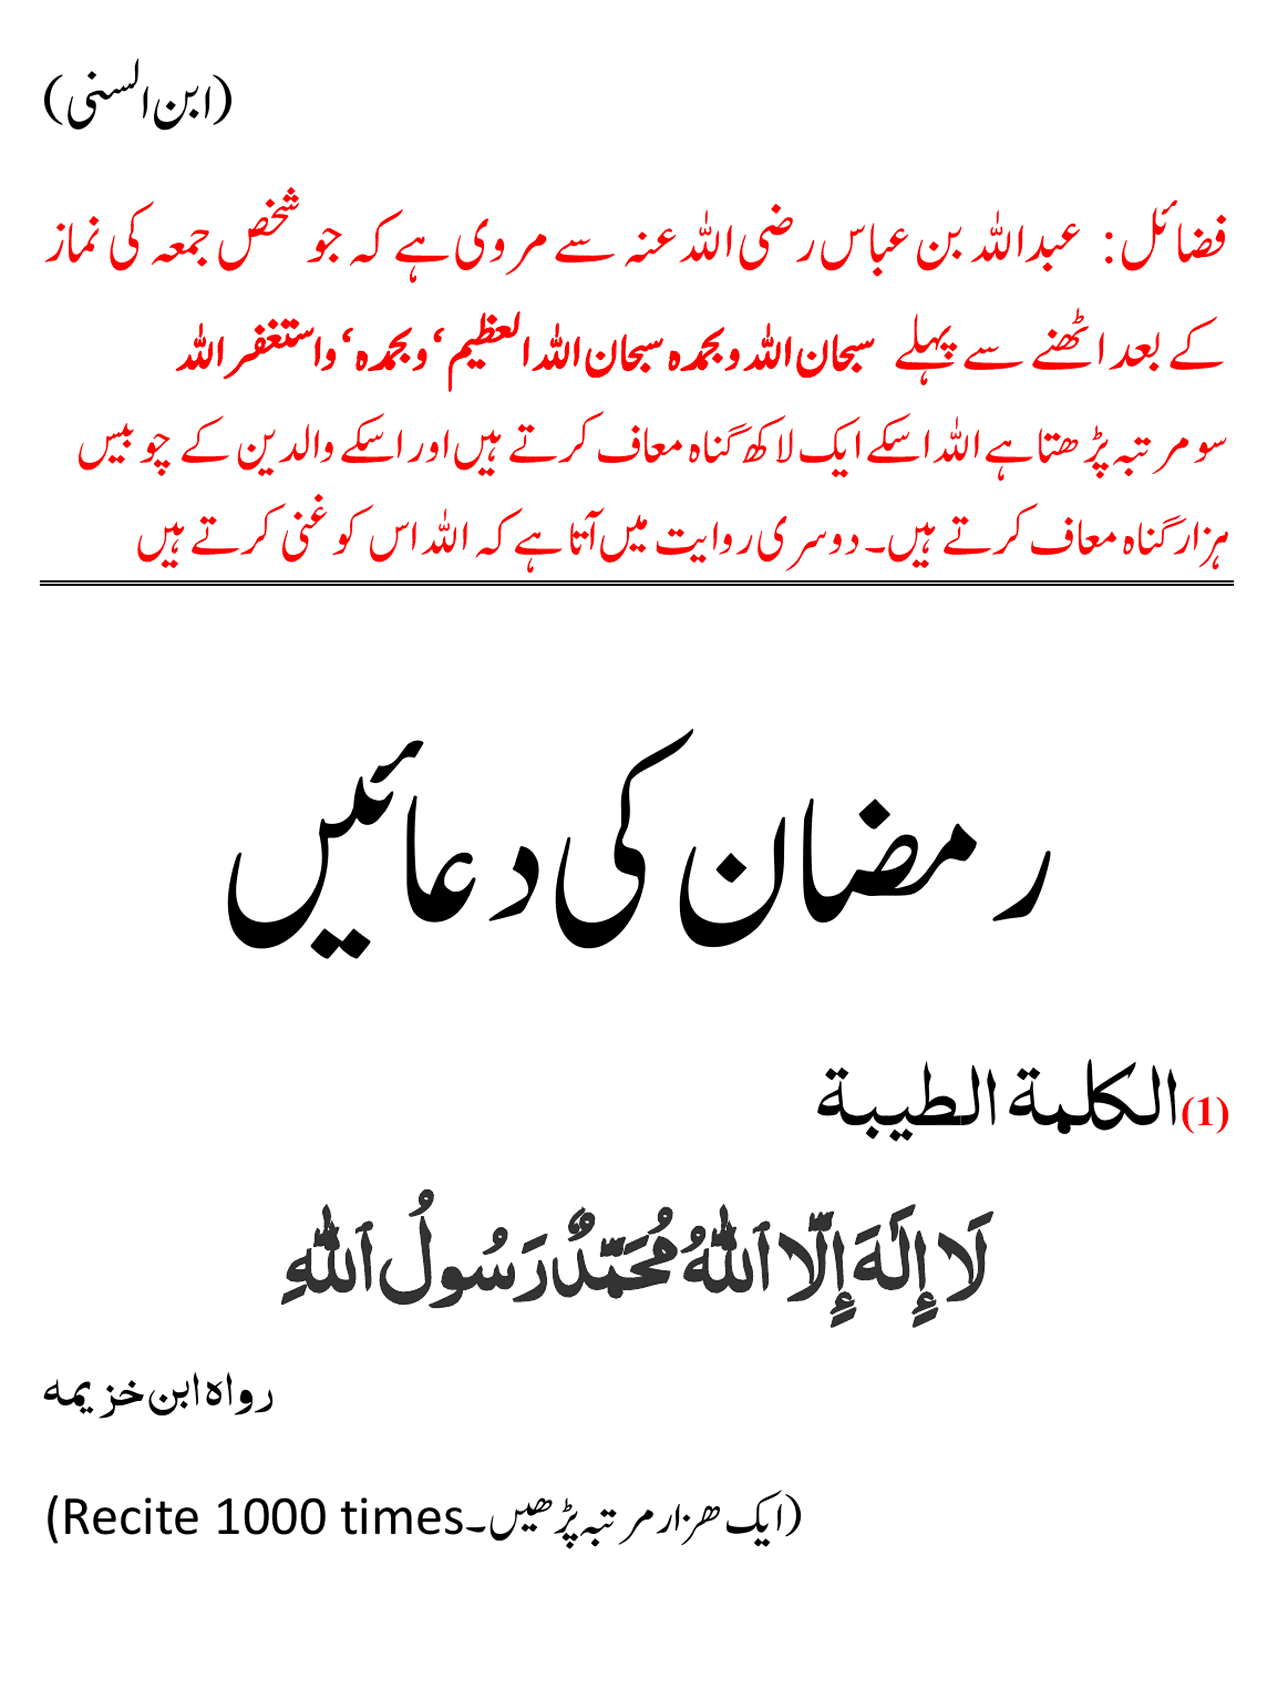 (ابن السنی)
فضائل: عبداللہ بن عباس رضی اللہ عنہ سے مروی ہے کہ جو شخص جمعہ کی نماز
کے بعد اٹھنے سے پہلے سبحان اللہ وبحمدہ سبحان اللہ العظیم‘وبحمدہ‘واستغفر اللہ
سو مرتبہ پڑھتا ہے اللہ اسکے ایک لاکھ گناہ معاف کرتے ہیں اور اسکے والدین کے چوبیس
ہزار گناہ معاف کرتے ہیں۔ دوسری روایت میں آتا ہے کہ اللہ اس کو غنی کرتے ہیں
رمضان کی دعائیں
(1)الكلمة الطيبة
لَا إِلَٰهَ إِلَّا ٱللَّٰهُ مُحَمَّدٌ رَسُولُ ٱللَّٰهِ
رواہ ابن خزیمہ
(ایک ھزار مرتبہ پڑھیں۔Recite 1000 times)